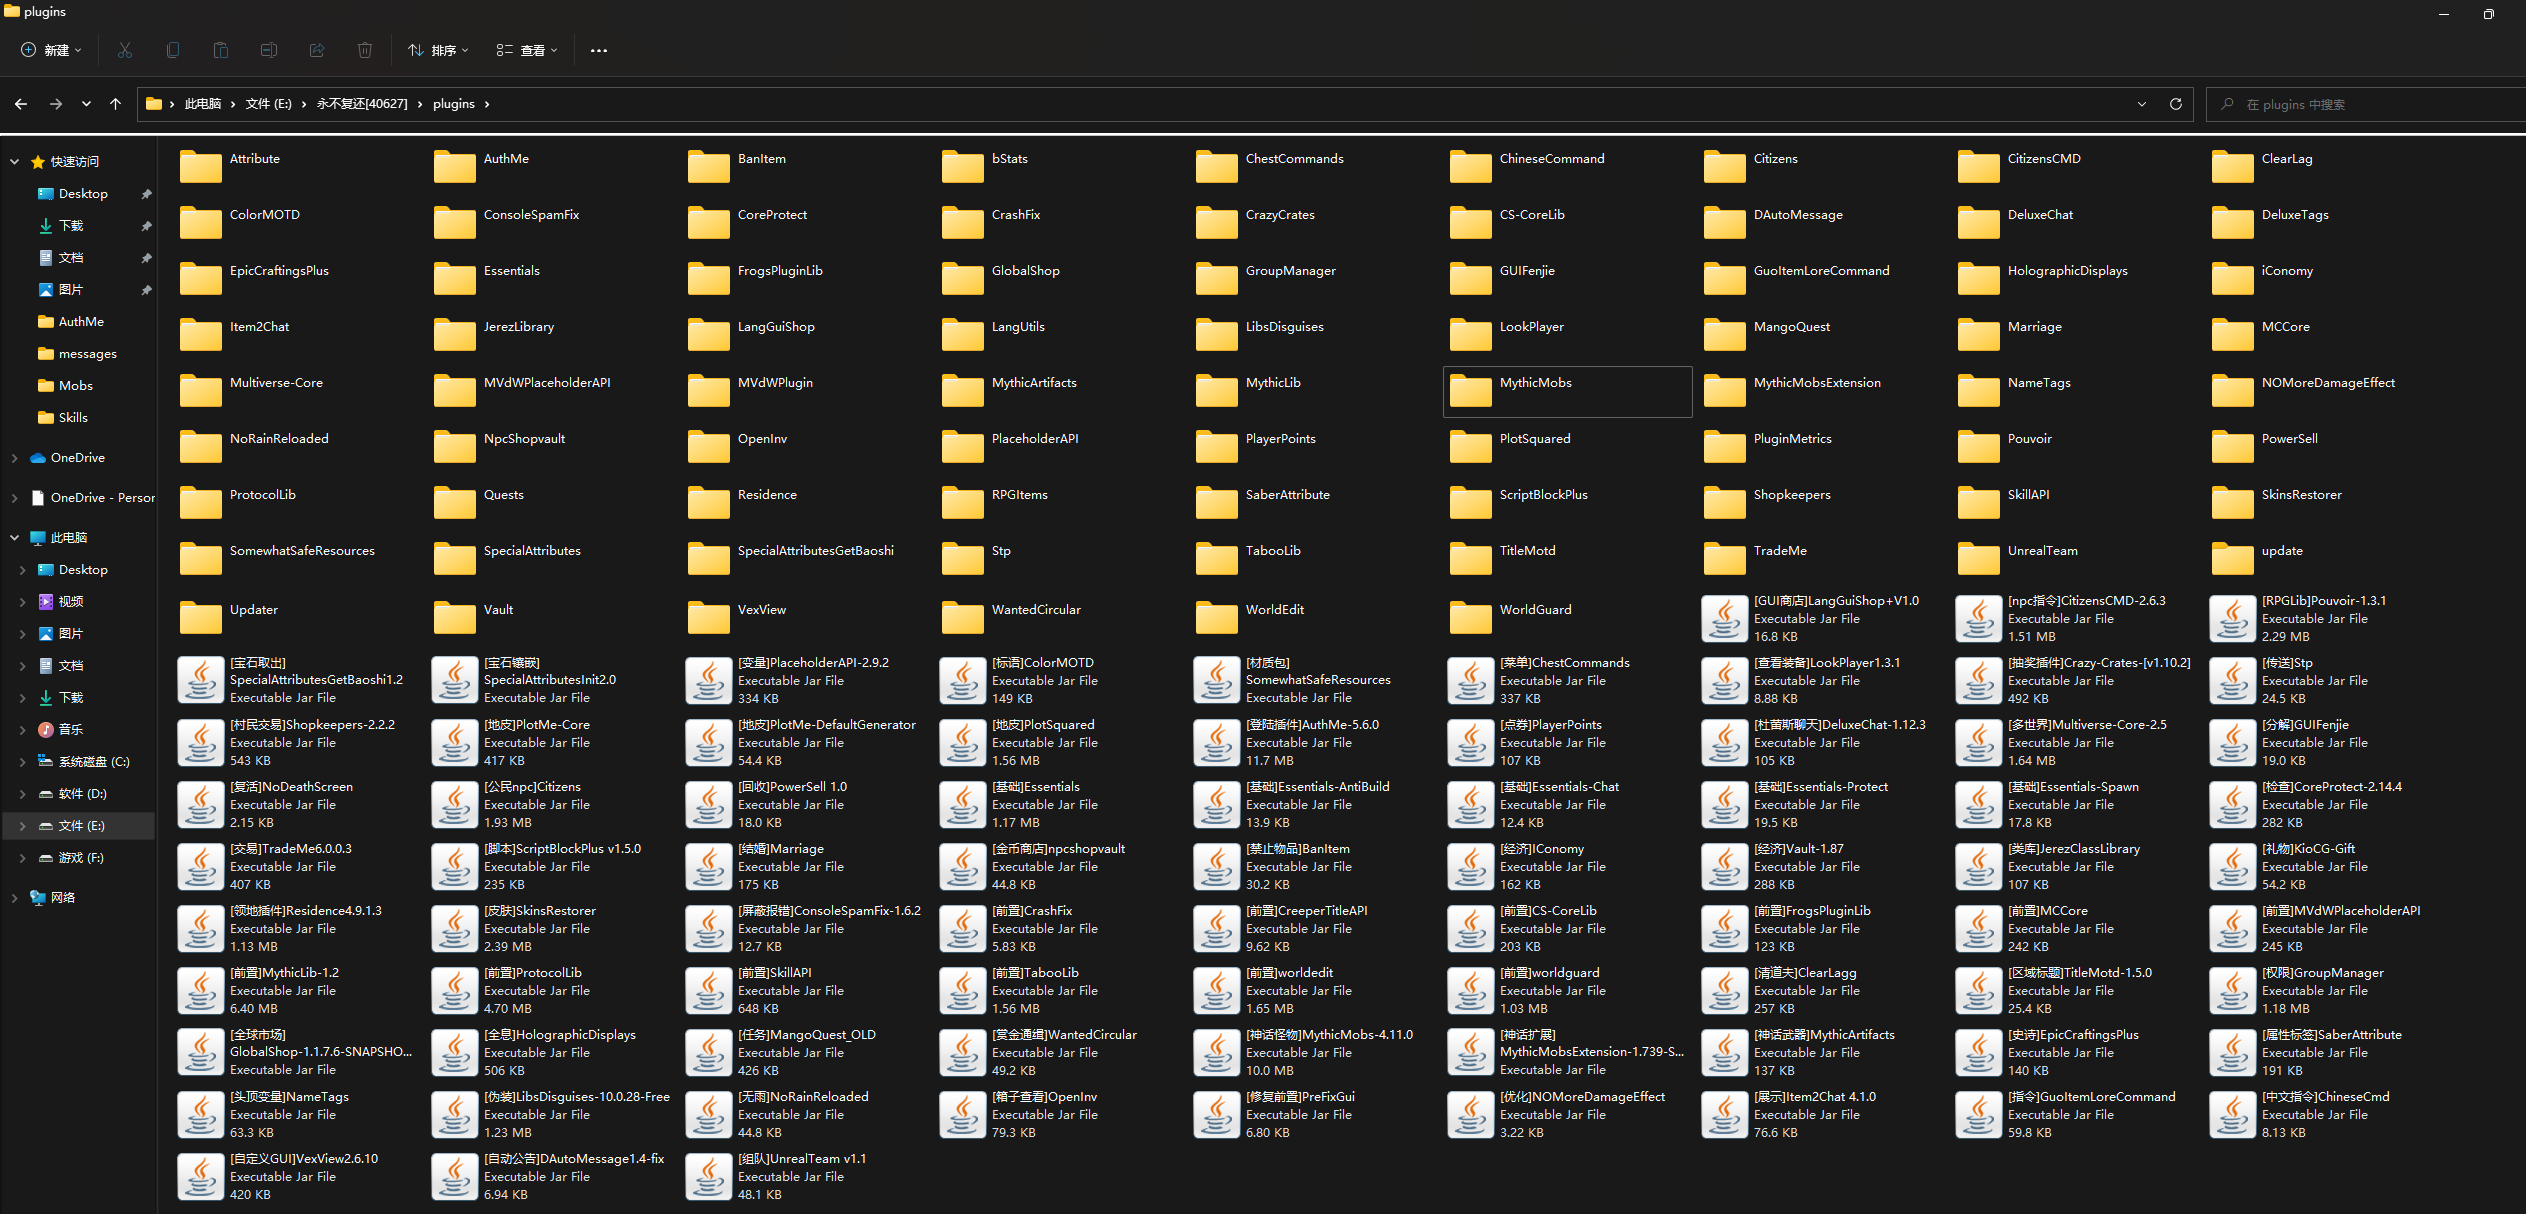 plugins
新建
排序
查看
此电脑 文件 (E:) 永不复还[40627] plugins
在 plugins 中搜索
快速访问
Desktop
下载
文档
图片
AuthMe
messages
Mobs
Skills
OneDrive
OneDrive - Persor
此电脑
Desktop
视频
图片
文档
下载
音乐
系统磁盘 (C:)
软件 (D:)
文件 (E:)
游戏 (F:)
网络
Attribute
AuthMe
BanItem
bStats
ChestCommands
ChineseCommand
Citizens
CitizensCMD
ClearLag
ColorMOTD
ConsoleSpamFix
CoreProtect
CrashFix
CrazyCrates
CS-CoreLib
DAutoMessage
DeluxeChat
DeluxeTags
EpicCraftingsPlus
Essentials
FrogsPluginLib
GlobalShop
GroupManager
GUIFenjie
GuoItemLoreCommand
HolographicDisplays
iConomy
Item2Chat
JerezLibrary
LangGuiShop
LangUtils
LibsDisguises
LookPlayer
MangoQuest
Marriage
MCCore
Multiverse-Core
MVdWPlaceholderAPI
MVdWPlugin
MythicArtifacts
MythicLib
MythicMobs
MythicMobsExtension
NameTags
NOMoreDamageEffect
NoRainReloaded
NpcShopvault
OpenInv
PlaceholderAPI
PlayerPoints
PlotSquared
PluginMetrics
Pouvoir
PowerSell
ProtocolLib
Quests
Residence
RPGItems
SaberAttribute
ScriptBlockPlus
Shopkeepers
SkillAPI
SkinsRestorer
SomewhatSafeResources
SpecialAttributes
SpecialAttributesGetBaoshi
Stp
TabooLib
TitleMotd
TradeMe
UnrealTeam
update
Updater
Vault
VexView
WantedCircular
WorldEdit
WorldGuard
[GUI商店]LangGuiShop+V1.0
Executable Jar File
16.8 KB
[npc指令]CitizensCMD-2.6.3
Executable Jar File
1.51 MB
[RPGLib]Pouvoir-1.3.1
Executable Jar File
2.29 MB
[宝石取出]
SpecialAttributesGetBaoshi1.2
Executable Jar File
[宝石镶嵌]
SpecialAttributesInit2.0
Executable Jar File
[变量]PlaceholderAPI-2.9.2
Executable Jar File
334 KB
[标语]ColorMOTD
Executable Jar File
149 KB
[材质包]
SomewhatSafeResources
Executable Jar File
[菜单]ChestCommands
Executable Jar File
337 KB
[查看装备]LookPlayer1.3.1
Executable Jar File
8.88 KB
[抽奖插件]Crazy-Crates-[v1.10.2]
Executable Jar File
492 KB
[传送]Stp
Executable Jar File
24.5 KB
[村民交易]Shopkeepers-2.2.2
Executable Jar File
543 KB
[地皮]PlotMe-Core
Executable Jar File
417 KB
[地皮]PlotMe-DefaultGenerator
Executable Jar File
54.4 KB
[地皮]PlotSquared
Executable Jar File
1.56 MB
[登陆插件]AuthMe-5.6.0
Executable Jar File
11.7 MB
[点券]PlayerPoints
Executable Jar File
107 KB
[杜茵斯聊天]DeluxeChat-1.12.3
Executable Jar File
105 KB
[多世界]Multiverse-Core-2.5
Executable Jar File
1.64 MB
[分解]GUIFenjie
Executable Jar File
19.0 KB
[复活]NoDeathScreen
Executable Jar File
2.15 KB
[公民npc]Citizens
Executable Jar File
1.93 MB
[回收]PowerSell 1.0
Executable Jar File
18.0 KB
[基础]Essentials
Executable Jar File
1.17 MB
[基础]Essentials-AntiBuild
Executable Jar File
13.9 KB
[基础]Essentials-Chat
Executable Jar File
12.4 KB
[基础]Essentials-Protect
Executable Jar File
19.5 KB
[基础]Essentials-Spawn
Executable Jar File
17.8 KB
[检查]CoreProtect-2.14.4
Executable Jar File
282 KB
[交易]TradeMe6.0.0.3
Executable Jar File
407 KB
[脚本]ScriptBlockPlus v1.5.0
Executable Jar File
235 KB
[结婚]Marriage
Executable Jar File
175 KB
[金币商店]npcshopvault
Executable Jar File
44.8 KB
[禁止物品]BanItem
Executable Jar File
30.2 KB
[经济]IConomy
Executable Jar File
162 KB
[经济]Vault-1.87
Executable Jar File
288 KB
[类库]JerezClassLibrary
Executable Jar File
107 KB
[礼物]KioCG-Gift
Executable Jar File
54.2 KB
[领地插件]Residence4.9.1.3
Executable Jar File
1.13 MB
[皮肤]SkinsRestorer
Executable Jar File
2.39 MB
[屏蔽报错]ConsoleSpamFix-1.6.2
Executable Jar File
12.7 KB
[前置]CrashFix
Executable Jar File
5.83 KB
[前置]CreeperTitleAPI
Executable Jar File
9.62 KB
[前置]CS-CoreLib
Executable Jar File
203 KB
[前置]FrogsPluginLib
Executable Jar File
123 KB
[前置]MCCore
Executable Jar File
242 KB
[前置]MVdWPlaceholderAPI
Executable Jar File
245 KB
[前置]MythicLib-1.2
Executable Jar File
6.40 MB
[前置]ProtocolLib
Executable Jar File
4.70 MB
[前置]SkillAPI
Executable Jar File
648 KB
[前置]TabooLib
Executable Jar File
1.56 MB
[前置]worldedit
Executable Jar File
1.65 MB
[前置]worldguard
Executable Jar File
1.03 MB
[清道夫]ClearLagg
Executable Jar File
257 KB
[区域标题]TitleMotd-1.5.0
Executable Jar File
25.4 KB
[权限]GroupManager
Executable Jar File
1.18 MB
[全球市场]
GlobalShop-1.1.7.6-SNAPSHO...
Executable Jar File
[全息]HolographicDisplays
Executable Jar File
506 KB
[任务]MangoQuest_OLD
Executable Jar File
426 KB
[赏金通缉]WantedCircular
Executable Jar File
49.2 KB
[神话怪物]MythicMobs-4.11.0
Executable Jar File
10.0 MB
[神话扩展]
MythicMobsExtension-1.739-S...
Executable Jar File
[神话武器]MythicArtifacts
Executable Jar File
137 KB
[史诗]EpicCraftingsPlus
Executable Jar File
140 KB
[属性标签]SaberAttribute
Executable Jar File
191 KB
[头顶变量]NameTags
Executable Jar File
63.3 KB
[伪装]LibsDisguises-10.0.28-Free
Executable Jar File
1.23 MB
[无雨]NoRainReloaded
Executable Jar File
44.8 KB
[箱子查看]OpenInv
Executable Jar File
79.3 KB
[修复前置]PreFixGui
Executable Jar File
6.80 KB
[优化]NOMoreDamageEffect
Executable Jar File
3.22 KB
[展示]Item2Chat 4.1.0
Executable Jar File
76.6 KB
[指令]GuoItemLoreCommand
Executable Jar File
59.8 KB
[中文指令]ChineseCmd
Executable Jar File
8.13 KB
[自定义GUI]VexView2.6.10
Executable Jar File
420 KB
[自动公告]DAutoMessage1.4-fix
Executable Jar File
6.94 KB
[组队]UnrealTeam v1.1
Executable Jar File
48.1 KB